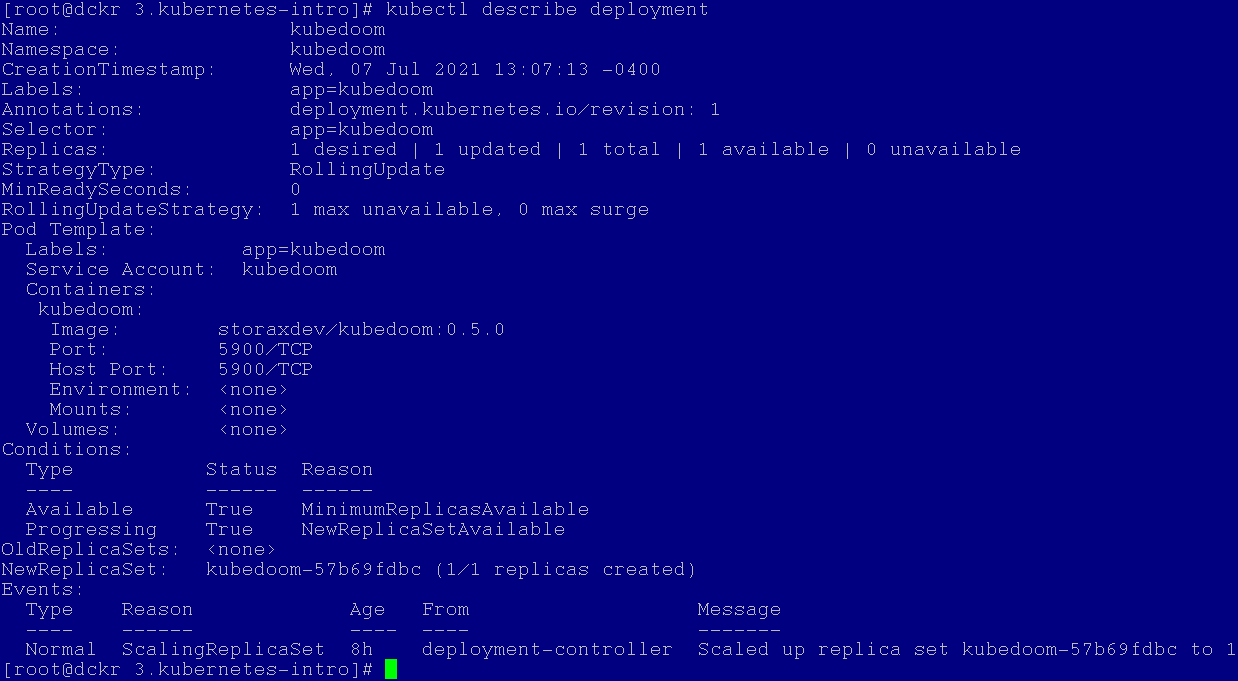 [root@dckr 3.kubernetes-intro]# kubectl describe deployment
Name:                   kubedoom
Namespace:              kubedoom
CreationTimestamp:      Wed, 07 Jul 2021 13:07:13 -0400
Labels:                 app=kubedoom
Annotations:            deployment.kubernetes.io/revision: 1
Selector:               app=kubedoom
Replicas:               1 desired | 1 updated | 1 total | 1 available | 0 unavailable
StrategyType:           RollingUpdate
MinReadySeconds:        0
RollingUpdateStrategy:  1 max unavailable, 0 max surge
Pod Template:
  Labels:           app=kubedoom
  Service Account:  kubedoom
  Containers:
   kubedoom:
    Image:        storaxdev/kubedoom:0.5.0
    Port:         5900/TCP
    Host Port:    5900/TCP
    Environment:  <none>
    Mounts:       <none>
  Volumes:        <none>
Conditions:
  Type           Status  Reason
  ----           ------  ------
  Available      True    MinimumReplicasAvailable
  Progressing    True    NewReplicaSetAvailable
OldReplicaSets:  <none>
NewReplicaSet:   kubedoom-57b69fdbc (1/1 replicas created)
Events:
  Type    Reason             Age   From                   Message
  ----    ------             ----  ----                   -------
  Normal  ScalingReplicaSet  8h    deployment-controller  Scaled up replica set kubedoom-57b69fdbc to 1
[root@dckr 3.kubernetes-intro]#